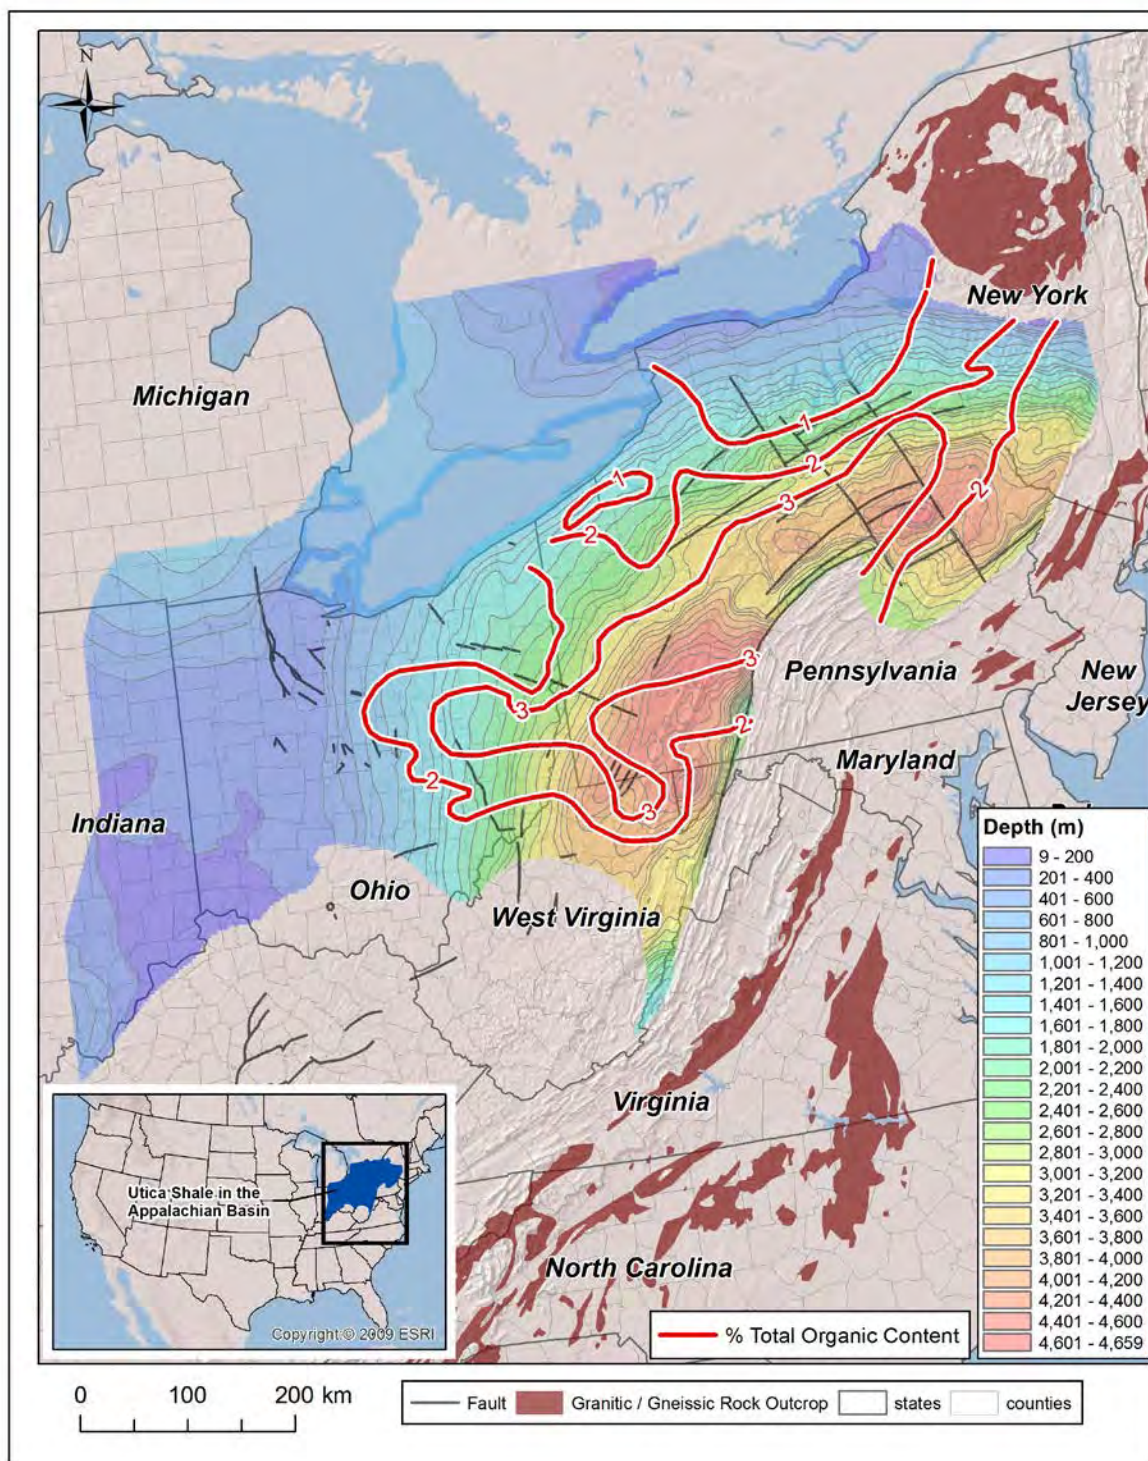 N
New York
Michigan
1
2
3
1
2
2
3
Pennsylvania
New
Jersey
3
2
Maryland
2
3
Indiana
Ohio
West Virginia
Depth (m)
9 - 200
201 - 400
401 - 600
601 - 800
801 - 1,000
1,001 - 1,200
1,201 - 1,400
1,401 - 1,600
1,601 - 1,800
1,801 - 2,000
2,001 - 2,200
2,201 - 2,400
2,401 - 2,600
2,601 - 2,800
2,801 - 3,000
3,001 - 3,200
3,201 - 3,400
3,401 - 3,600
3,601 - 3,800
3,801 - 4,000
4,001 - 4,200
4,201 - 4,400
4,401 - 4,600
4,601 - 4,659
Virginia
North Carolina
Utica Shale in the
Appalachian Basin
Copyright:© 2009 ESRI
% Total Organic Content
0 100 200 km
Fault Granitic / Gneissic Rock Outcrop states counties